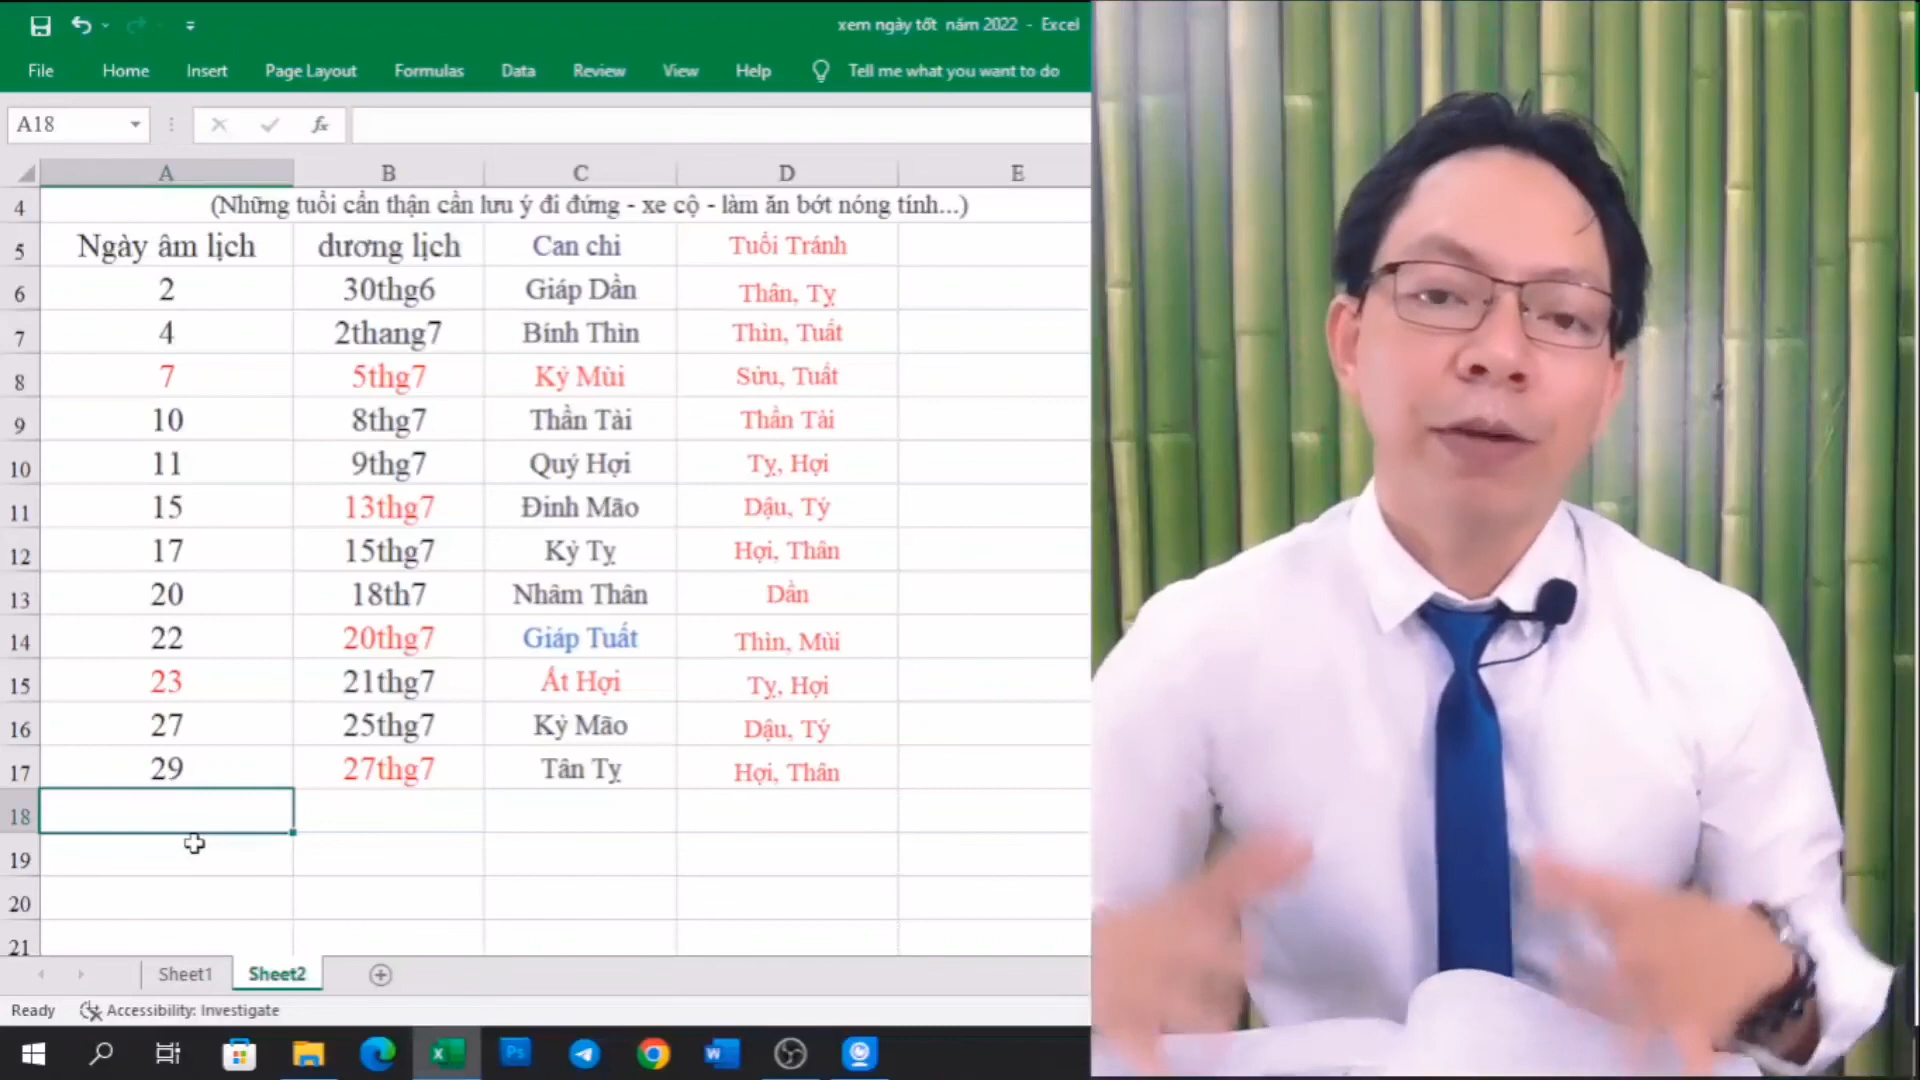 xem ngày tốt năm 2022 - Excel
File Home Insert Page Layout Formulas Data Review View Help Tell me what you want to do
A18 fx
A B C D E
4 (Những tuổi cẩn thận cần lưu ý đi đứng - xe cộ - làm ăn bớt nóng tính...)
5 Ngày âm lịch dương lịch Can chi Tuổi Tránh
6 2 30thg6 Giáp Dần Thân, Tỵ
7 4 2thang7 Bính Thìn Thìn, Tuất
8 7 5thg7 Kỷ Mùi Sửu, Tuất
9 10 8thg7 Thần Tài Thần Tài
10 11 9thg7 Quý Hợi Tỵ, Hợi
11 15 13thg7 Đinh Mão Dậu, Tý
12 17 15thg7 Kỷ Tỵ Hợi, Thân
13 20 18th7 Nhâm Thân Dần
14 22 20thg7 Giáp Tuất Thìn, Mùi
15 23 21thg7 Ất Hợi Tỵ, Hợi
16 27 25thg7 Kỷ Mão Dậu, Tý
17 29 27thg7 Tân Tỵ Hợi, Thân
18
19
20
21
Sheet1 Sheet2
Ready Accessibility: Investigate
Ps W